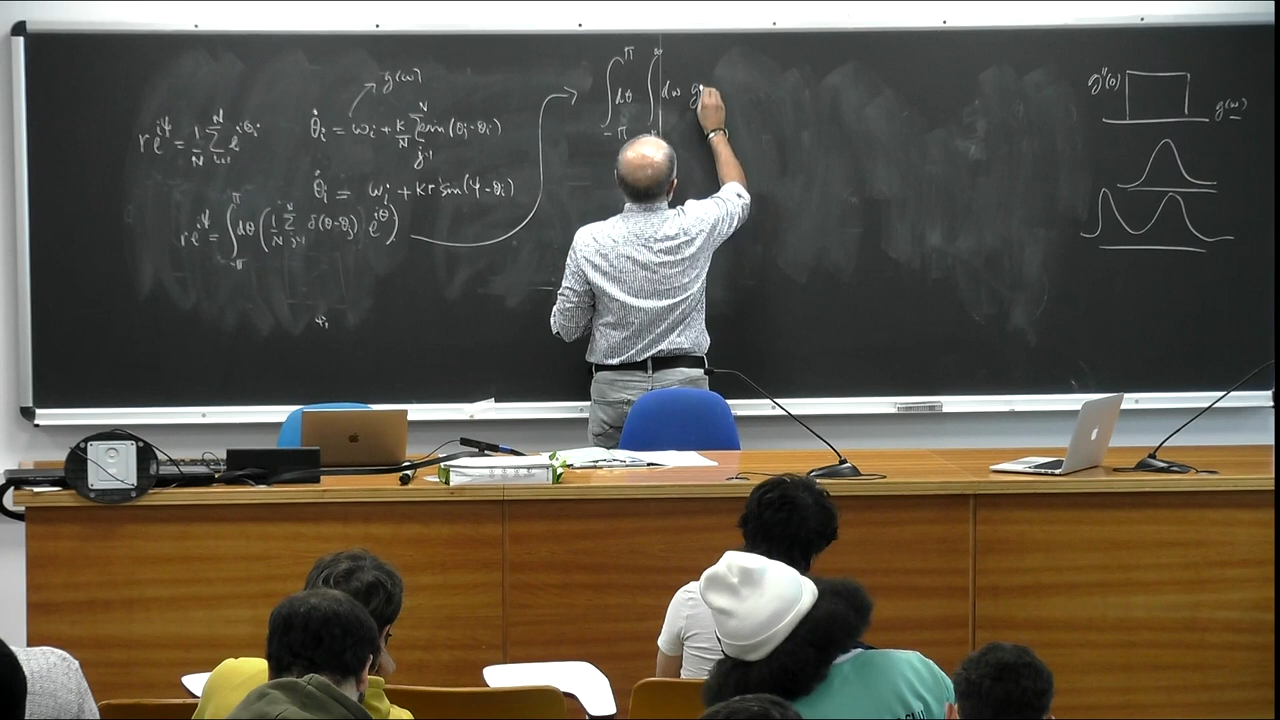 g(ω)
re^{iψ} = 1/N Σ_{i=1}^{N} e^{iθ_i}
θ̇_i = ω_i + K/N Σ_{j=1}^{N} sin(θ_j - θ_i)
θ̇_i = ω_i + Kr sin(ψ - θ_i)
re^{iψ} = ∫_{-π}^{π} dθ (1/N Σ_{j=1}^{N} δ(θ-θ_j) e^{iθ})
∫_{-π}^{π} dθ ∫ dω g
g''(0)
g(ω)